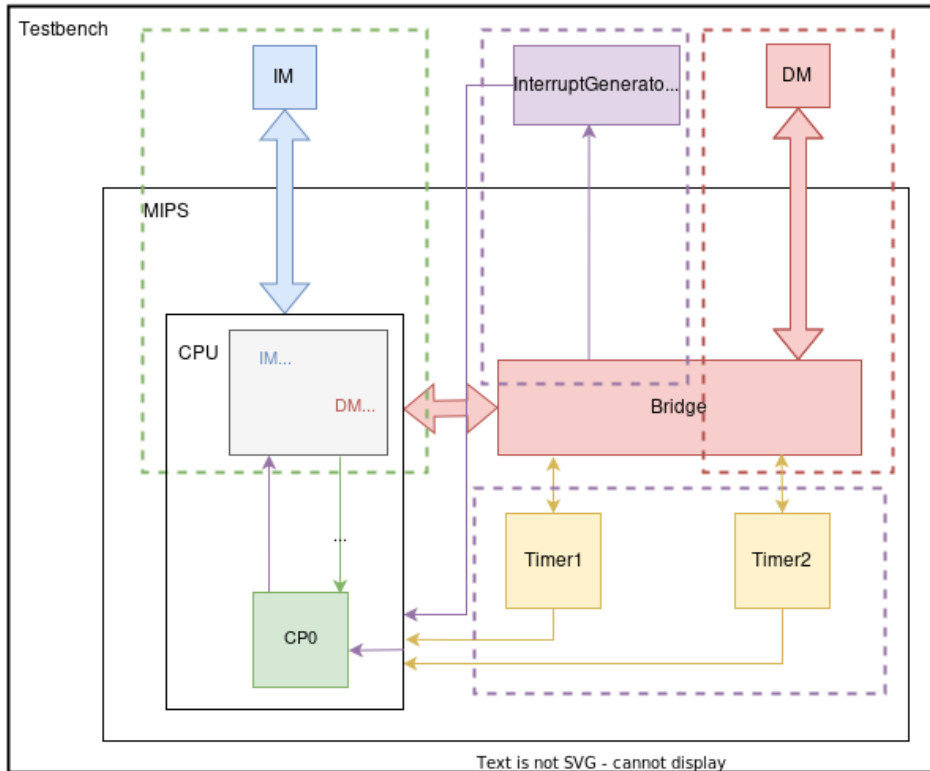 Testbench
IM
InterruptGenerato...
DM
MIPS
CPU
IM...
DM...
Bridge
...
Timer1
Timer2
CP0
Text is not SVG - cannot display